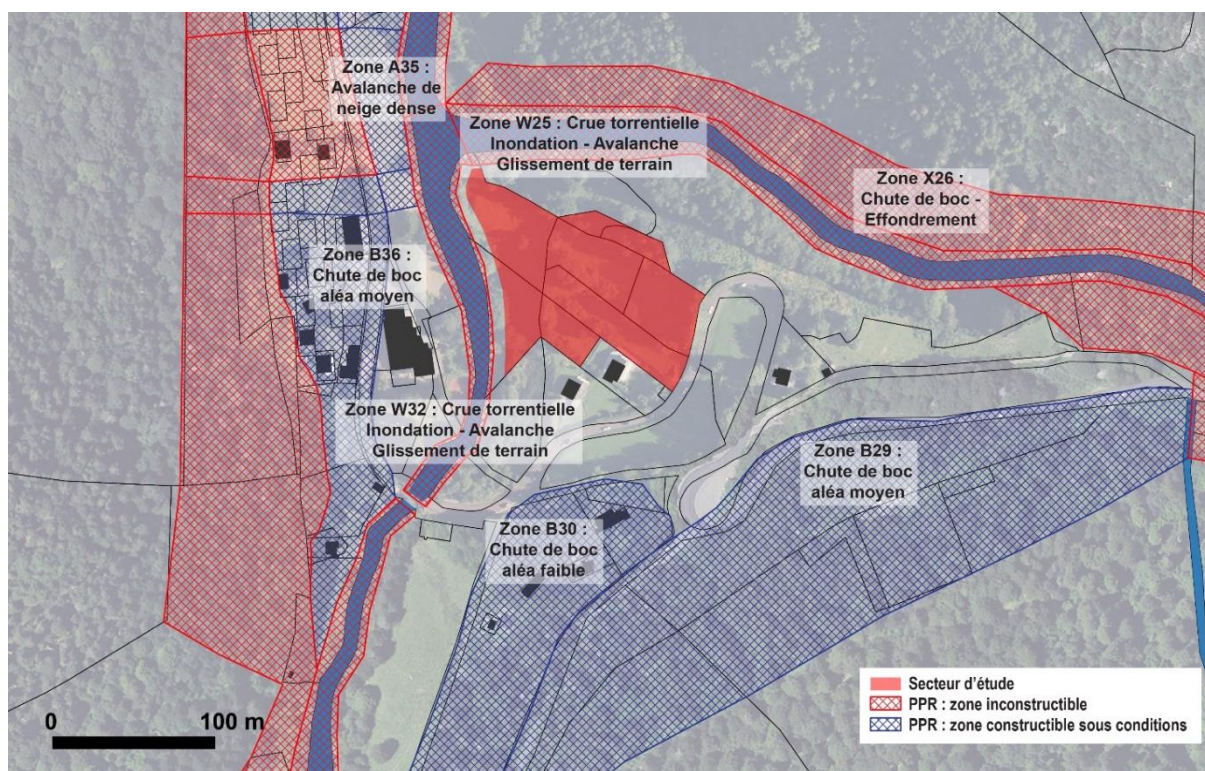 Zone A35 :
Avalanche de
neige dense
Zone W25 : Crue torrentielle
Inondation - Avalanche
Glissement de terrain
Zone X26 :
Chute de boc -
Effondrement
Zone B36 :
Chute de boc
aléa moyen
Zone W32 : Crue torrentielle
Inondation - Avalanche
Glissement de terrain
Zone B29 :
Chute de boc
aléa moyen
Zone B30 :
Chute de boc
aléa faible
0 100 m
Secteur d'étude
PPR : zone inconstructible
PPR : zone constructible sous conditions